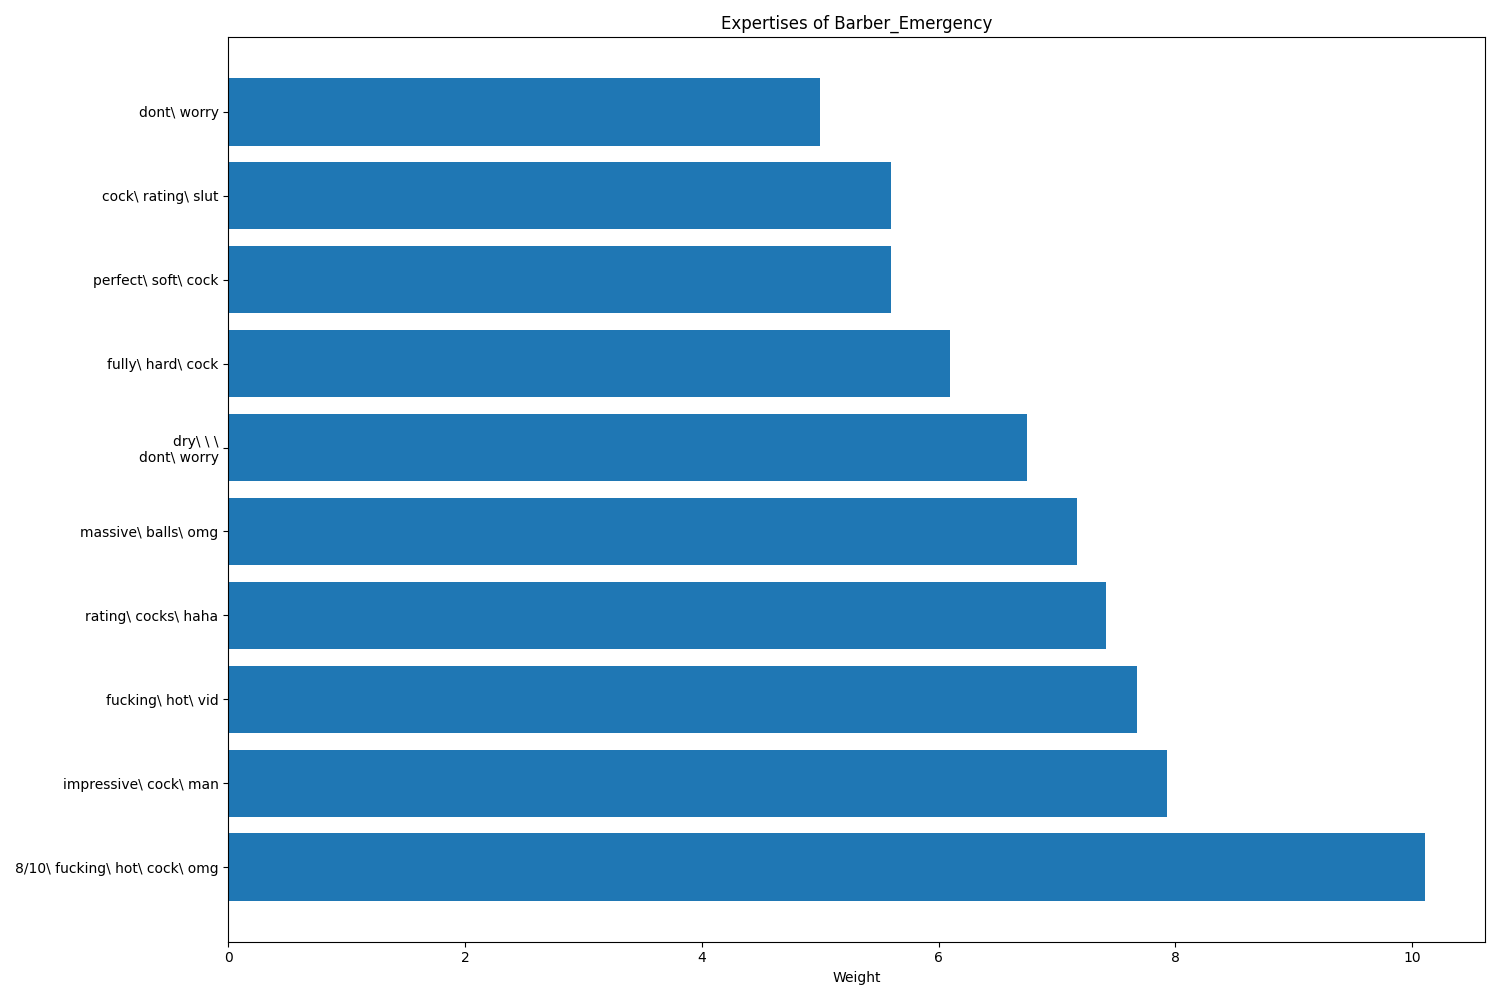 Expertises of Barber_Emergency
dont\ worry
cock\ rating\ slut
perfect\ soft\ cock
fully\ hard\ cock
dry\ \ \
dont\ worry
massive\ balls\ omg
rating\ cocks\ haha
fucking\ hot\ vid
impressive\ cock\ man
8/10\ fucking\ hot\ cock\ omg
0 2 4 6 8 10
Weight